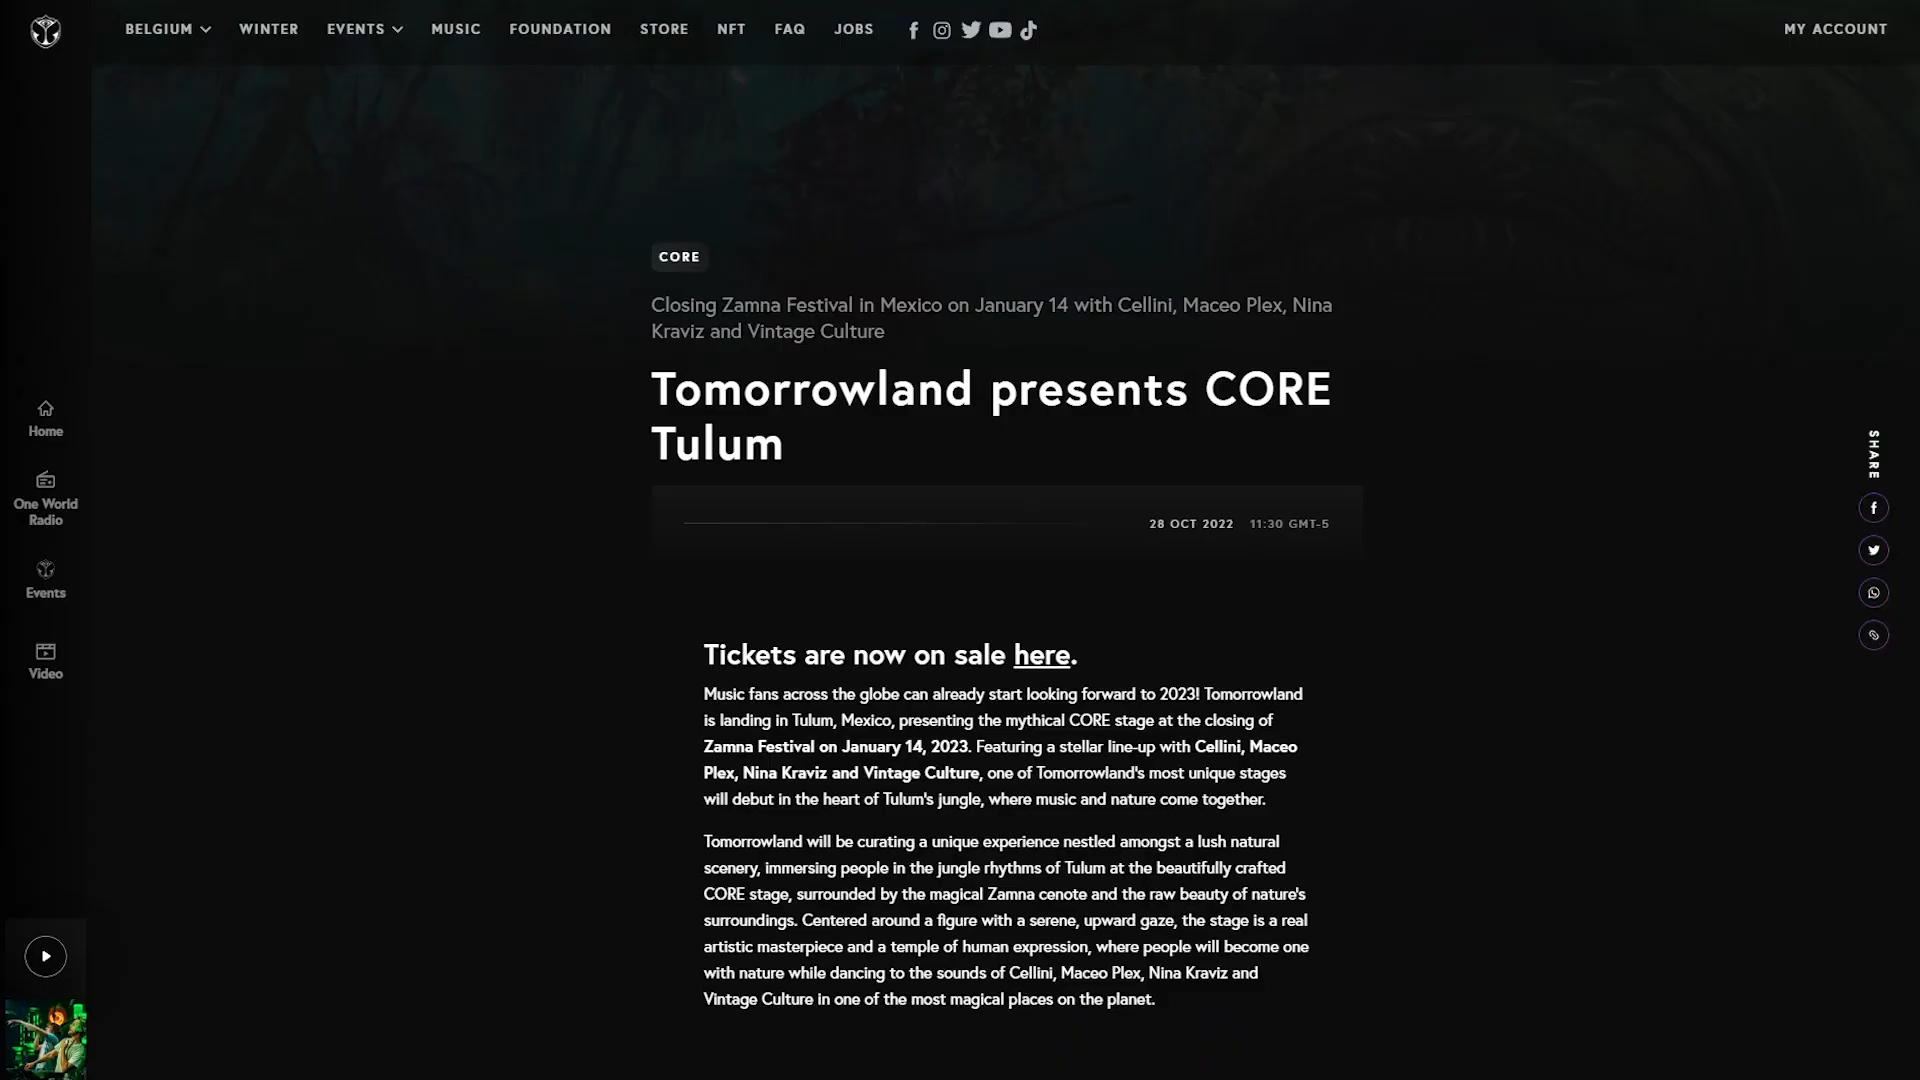 BELGIUM WINTER EVENTS MUSIC FOUNDATION STORE NFT FAQ JOBS MY ACCOUNT
CORE
Closing Zamna Festival in Mexico on January 14 with Cellini, Maceo Plex, Nina
Kraviz and Vintage Culture
Tomorrowland presents CORE
Tulum
28 OCT 2022 11:30 GMT-5
Home
One World
Radio
Events
Video
SHARE
Tickets are now on sale here.
Music fans across the globe can already start looking forward to 2023! Tomorrowland
is landing in Tulum, Mexico, presenting the mythical CORE stage at the closing of
Zamna Festival on January 14, 2023. Featuring a stellar line-up with Cellini, Maceo
Plex, Nina Kraviz and Vintage Culture, one of Tomorrowland's most unique stages
will debut in the heart of Tulum's jungle, where music and nature come together.
Tomorrowland will be curating a unique experience nestled amongst a lush natural
scenery, immersing people in the jungle rhythms of Tulum at the beautifully crafted
CORE stage, surrounded by the magical Zamna cenote and the raw beauty of nature's
surroundings. Centered around a figure with a serene, upward gaze, the stage is a real
artistic masterpiece and a temple of human expression, where people will become one
with nature while dancing to the sounds of Cellini, Maceo Plex, Nina Kraviz and
Vintage Culture in one of the most magical places on the planet.